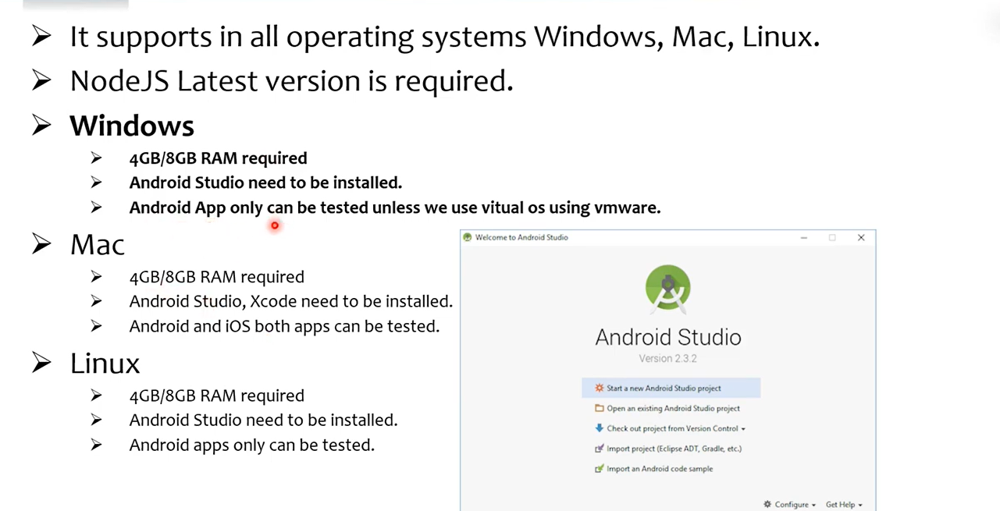 It supports in all operating systems Windows, Mac, Linux.
NodeJS Latest version is required.
Windows
4GB/8GB RAM required
Android Studio need to be installed.
Android App only can be tested unless we use vitual os using vmware.
Mac
4GB/8GB RAM required
Android Studio, Xcode need to be installed.
Android and iOS both apps can be tested.
Linux
4GB/8GB RAM required
Android Studio need to be installed.
Android apps only can be tested.
Welcome to Android Studio
Android Studio
Version 2.3.2
Start a new Android Studio project
Open an existing Android Studio project
Check out project from Version Control
Import project (Eclipse ADT, Gradle, etc.)
Import an Android code sample
Configure Get Help